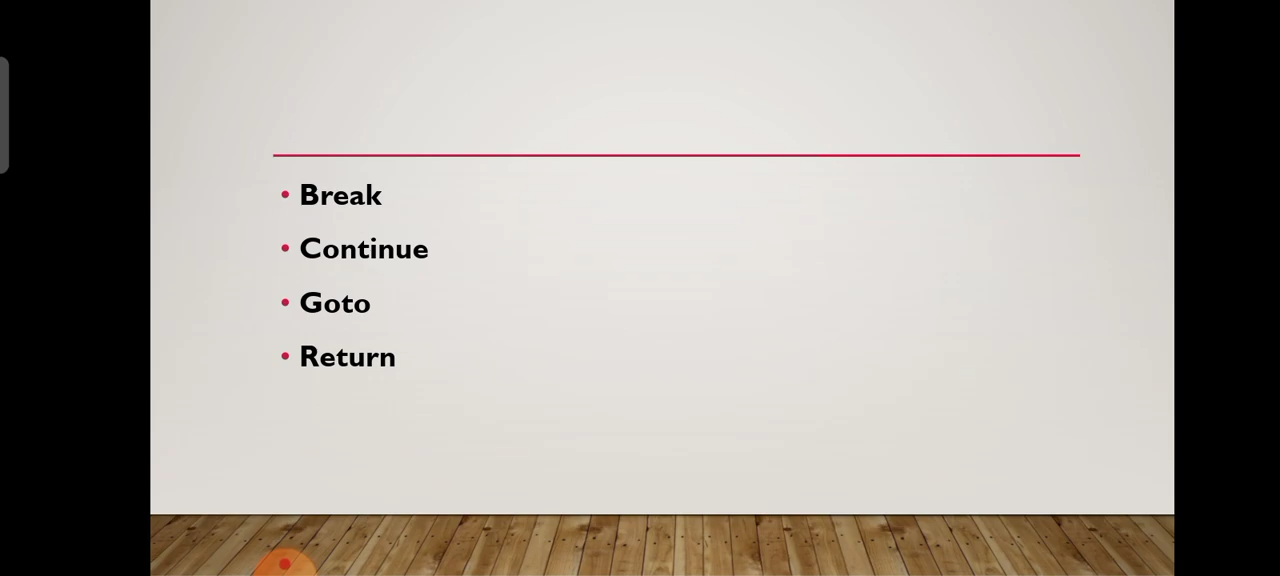 • Break
• Continue
• Goto
• Return